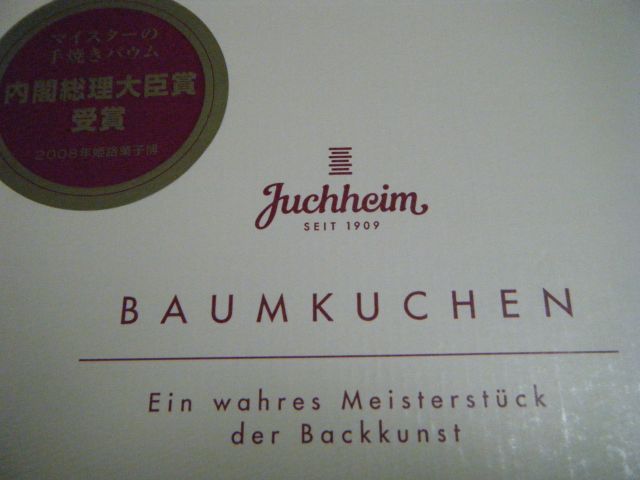 マイスターの
手焼きバウム
内閣総理大臣賞
受賞
2008年姫路菓子博
Juchheim
SEIT 1909
BAUMKUCHEN
Ein wahres Meisterstück
der Backkunst